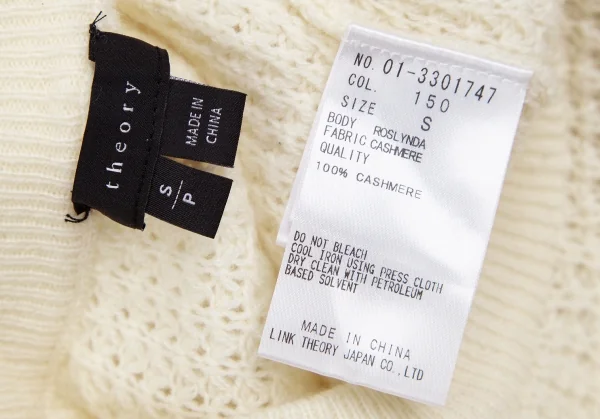 theory
MADE IN
CHINA
S
P
NO. 01-3301747
COL. 150
SIZE S
BODY ROSLYNDA
FABRIC CASHMERE
QUALITY
100% CASHMERE
DO NOT BLEACH
COOL IRON USING PRESS CLOTH
DRY CLEAN WITH PETROLEUM
BASED SOLVENT
MADE IN CHINA
LINK THEORY JAPAN CO.,LTD